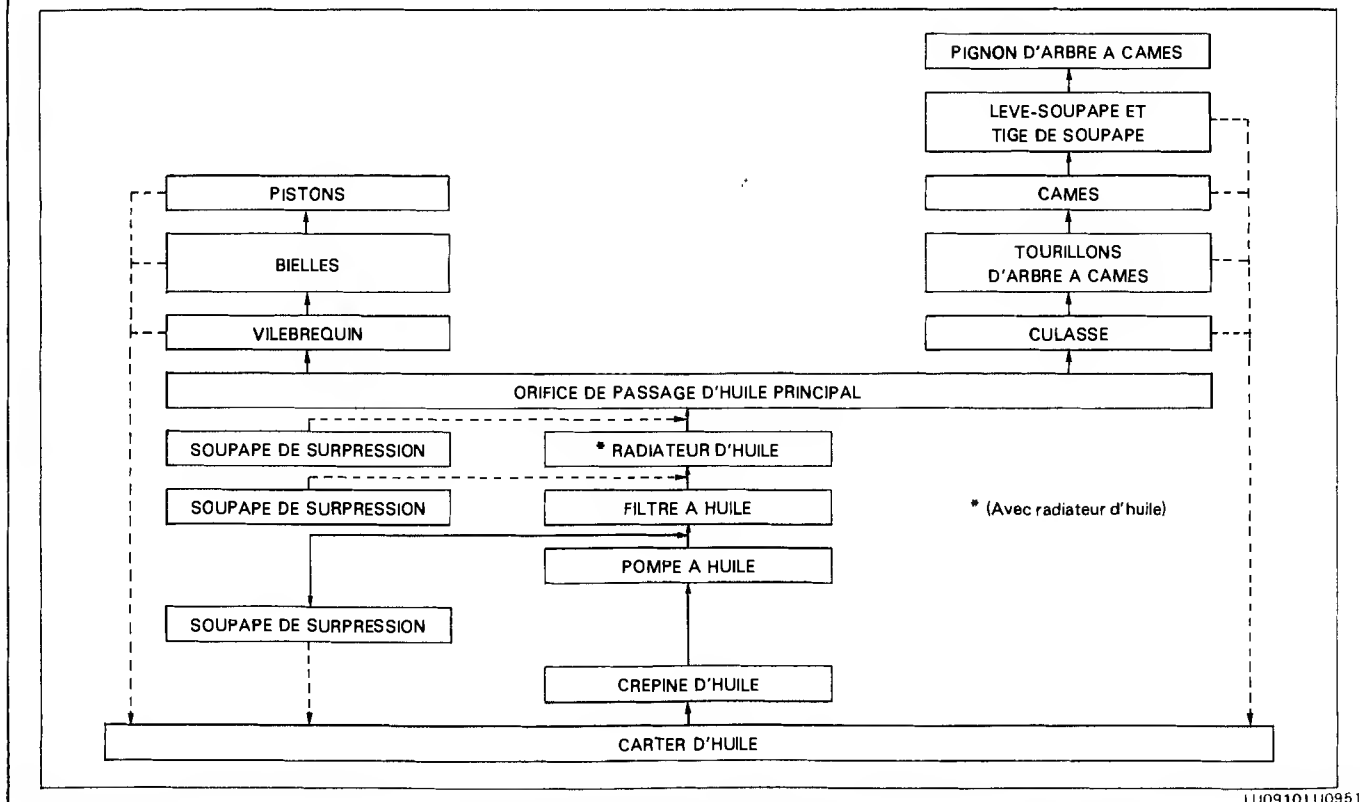 PIGNON D'ARBRE A CAMES
LEVE-SOUPAPE ET
TIGE DE SOUPAPE
PISTONS
CAMES
BIELLES
TOURILLONS
D'ARBRE A CAMES
VILEBREQUIN
CULASSE
ORIFICE DE PASSAGE D'HUILE PRINCIPAL
SOUPAPE DE SURPRESSION
* RADIATEUR D'HUILE
SOUPAPE DE SURPRESSION
FILTRE A HUILE
* (Avec radiateur d'huile)
POMPE A HUILE
SOUPAPE DE SURPRESSION
CREPINE D'HUILE
CARTER D'HUILE
LU0910 LU0951